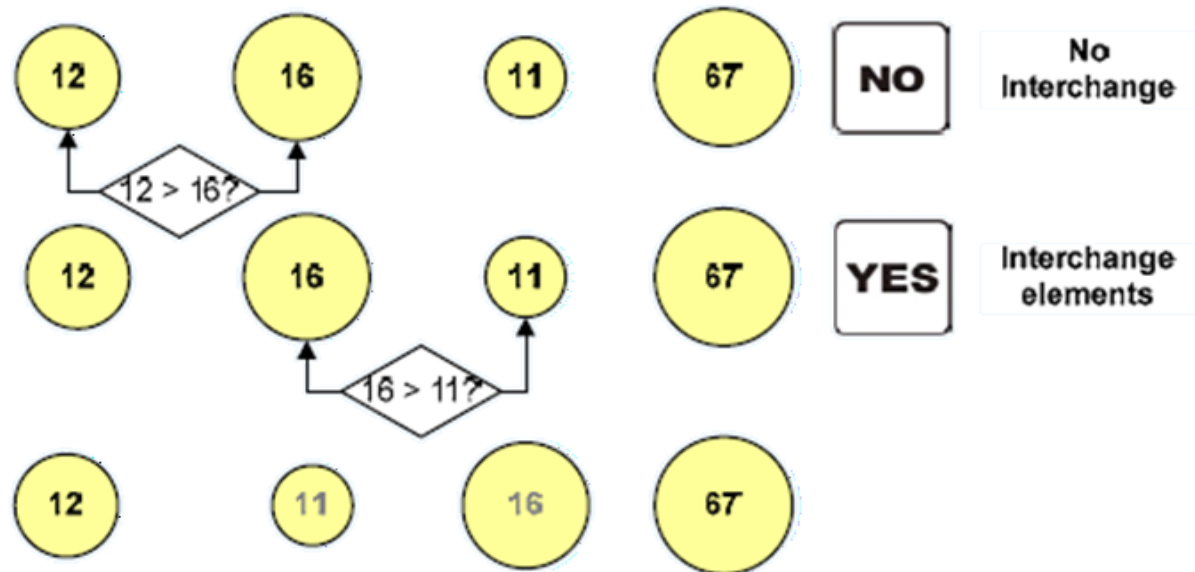 12 16 11 67 NO No
Interchange
12 > 16?
12 16 11 67 YES Interchange
elements
16 > 11?
12 11 16 67